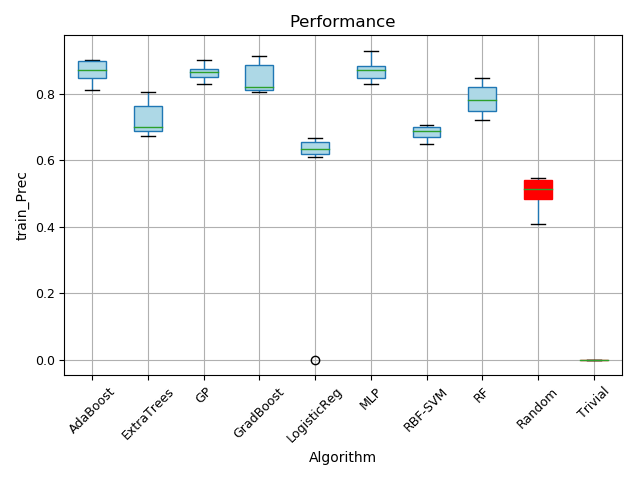 Performance
train_Prec
0.8
0.6
0.4
0.2
0.0
AdaBoost
ExtraTrees
GP
GradBoost
LogisticReg
MLP
RBF-SVM
RF
Random
Trivial
Algorithm